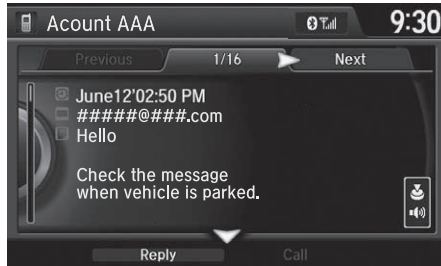 Acount AAA
9:30
Previous
1/16
Next
June12'02:50 PM
#####@###.com
Hello
Check the message
when vehicle is parked.
Reply
Call